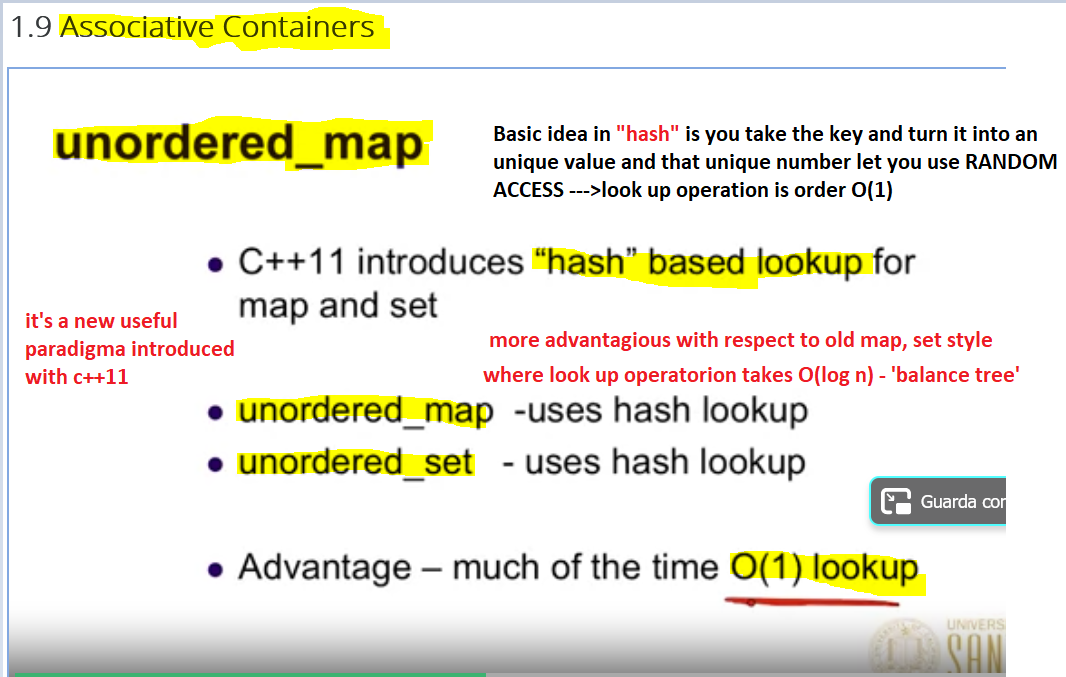 1.9 Associative Containers
unordered_map
Basic idea in "hash" is you take the key and turn it into an
unique value and that unique number let you use RANDOM
ACCESS --->look up operation is order O(1)
• C++11 introduces “hash” based lookup for
map and set
it's a new useful
paradigma introduced
with c++11
more advantagious with respect to old map, set style
where look up operatorion takes O(log n) - 'balance tree'
• unordered_map -uses hash lookup
• unordered_set - uses hash lookup
Guarda con
• Advantage – much of the time O(1) lookup
UNIVERS
SAN